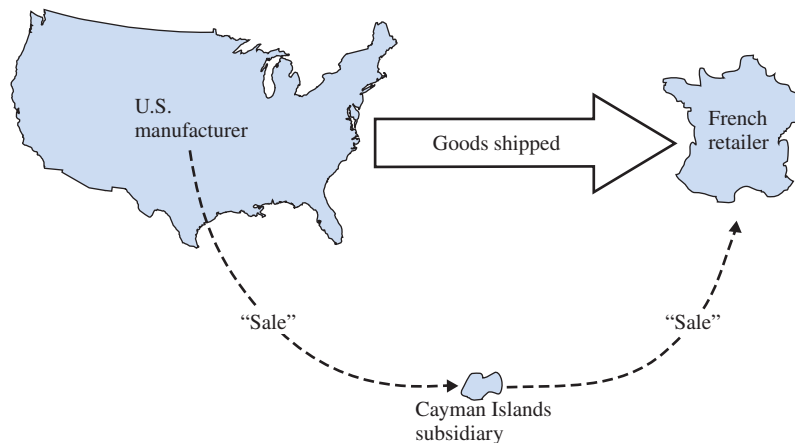 U.S.
manufacturer
Goods shipped
French
retailer
“Sale”
“Sale”
Cayman Islands
subsidiary